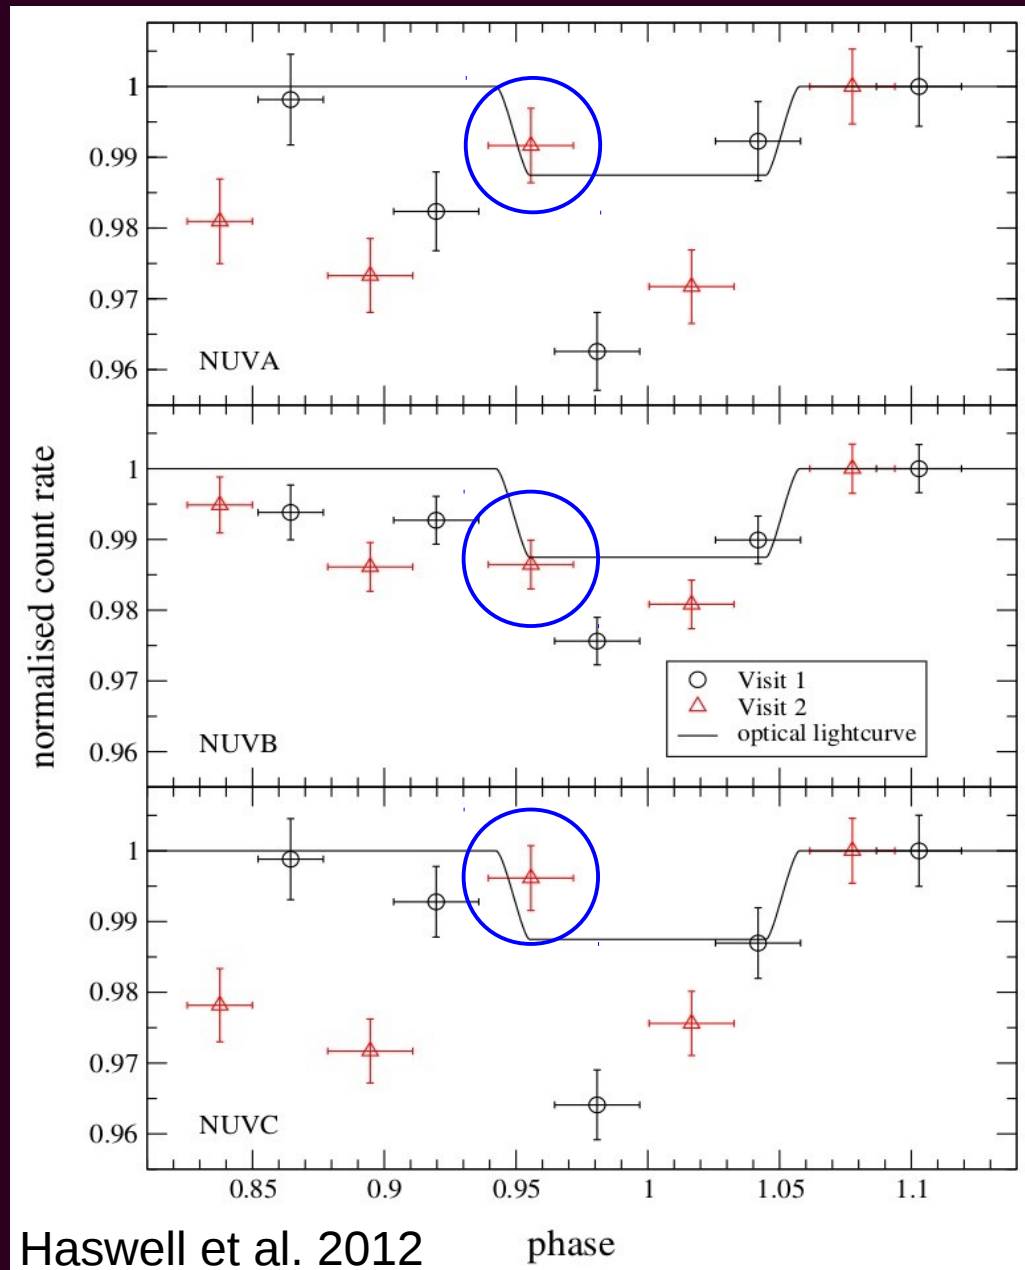 1
0.99
0.98
0.97
0.96
NUVA
normalised count rate
1
0.99
0.98
0.97
0.96
NUVB
Visit 1
Visit 2
optical lightcurve
1
0.99
0.98
0.97
0.96
NUVC
0.85 0.9 0.95 1 1.05 1.1
phase
Haswell et al. 2012